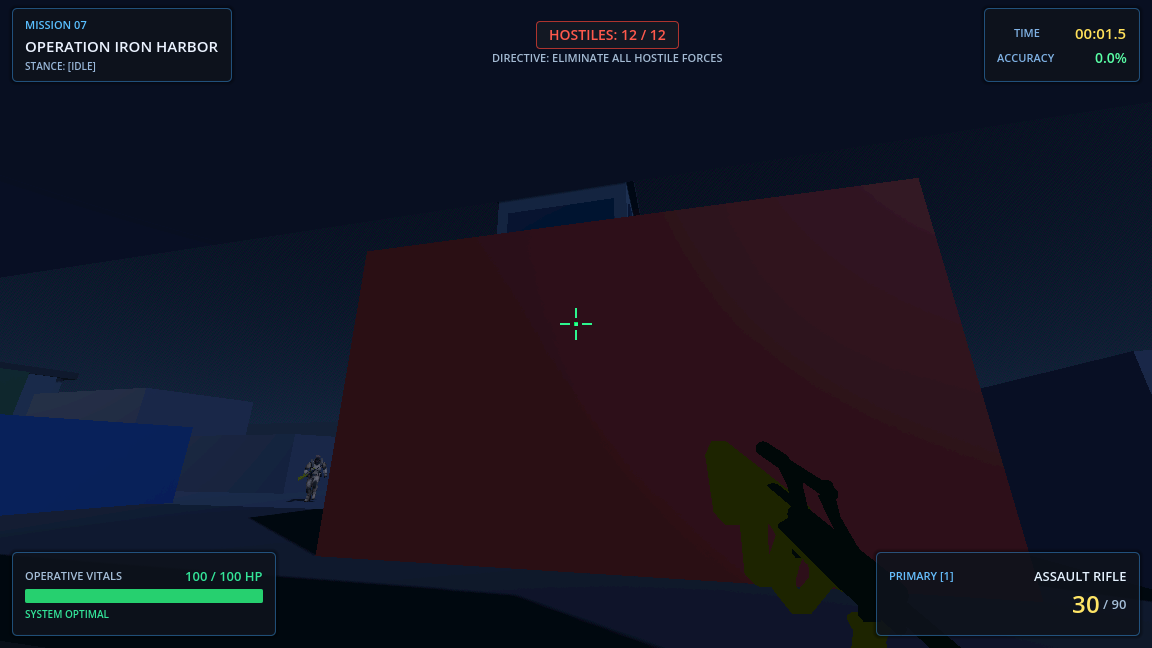 MISSION 07
OPERATION IRON HARBOR
STANCE: [IDLE]
HOSTILES: 12 / 12
DIRECTIVE: ELIMINATE ALL HOSTILE FORCES
TIME 00:01.5
ACCURACY 0.0%
OPERATIVE VITALS 100 / 100 HP
SYSTEM OPTIMAL
PRIMARY [1] ASSAULT RIFLE
30 / 90